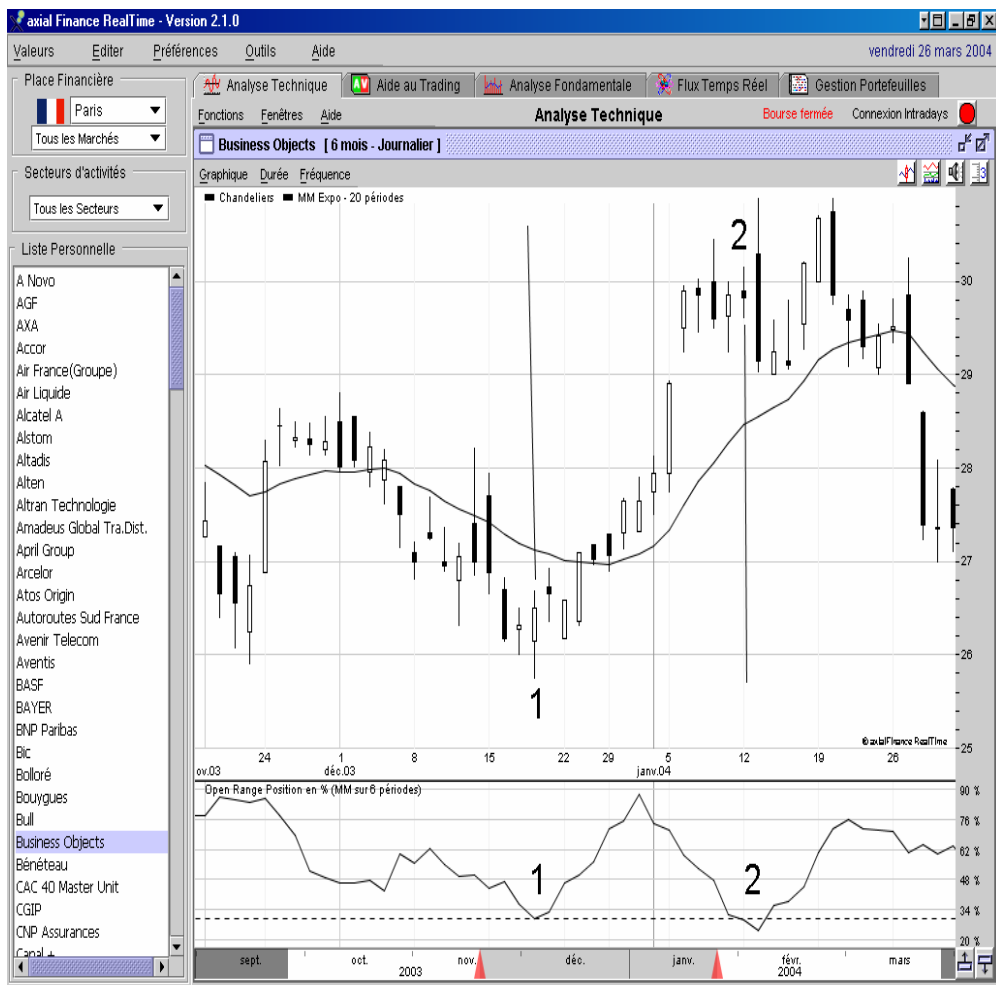 axial Finance RealTime - Version 2.1.0
Valeurs Editer Préférences Outils Aide vendredi 26 mars 2004
Place Financière
Paris
Tous les Marchés
Secteurs d'activités
Tous les Secteurs
Liste Personnelle
A Novo
AGF
AXA
Accor
Air France(Groupe)
Air Liquide
Alcatel A
Alstom
Altadis
Alten
Altran Technologie
Amadeus Global Tra.Dist.
April Group
Arcelor
Atos Origin
Autoroutes Sud France
Avenir Telecom
Aventis
BASF
BAYER
BNP Paribas
Bic
Bolloré
Bouygues
Bull
Business Objects
Bénéteau
CAC 40 Master Unit
CGIP
CNP Assurances
Canal +
Analyse Technique Aide au Trading Analyse Fondamentale Flux Temps Réel Gestion Portefeuilles
Fonctions Fenêtres Aide Analyse Technique Bourse fermée Connexion Intradays
Business Objects [ 6 mois - Journalier ]
Graphique Durée Fréquence
Chandeliers MM Expo - 20 périodes
2
30
29
28
27
26
1
© axialFinance RealTime
25
24 1 8 15 22 29 5 12 19 26
ov.03 déc.03 janv.04
Open Range Position en % (MM sur 6 périodes)
90 %
76 %
62 %
1 2
48 %
34 %
20 %
sept. oct. nov. déc. janv. févr. mars
2003 2004